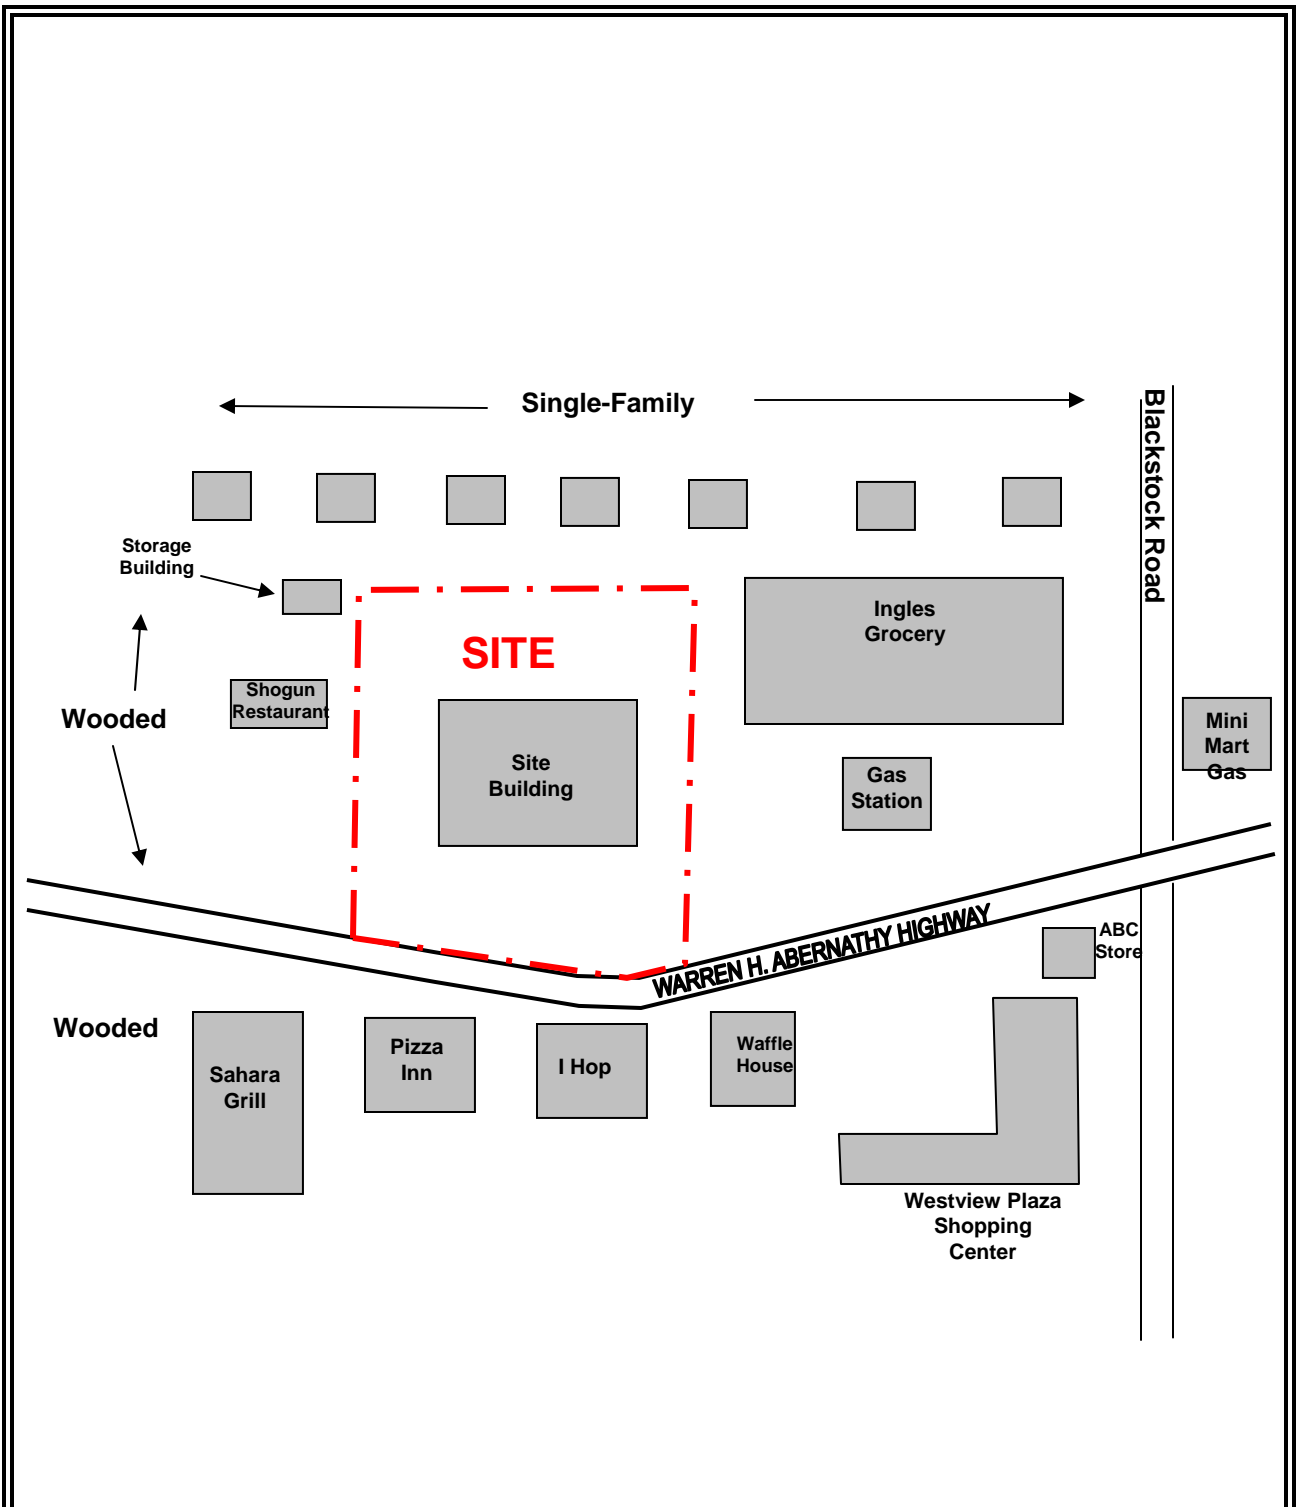 Single-Family
Blackstock Road
Storage
Building
Ingles
Grocery
SITE
Shogun
Restaurant
Wooded
Mini
Mart
Gas
Site
Building
Gas
Station
WARREN H. ABERNATHY HIGHWAY
ABC
Store
Wooded
Sahara
Grill
Pizza
Inn
I Hop
Waffle
House
Westview Plaza
Shopping
Center